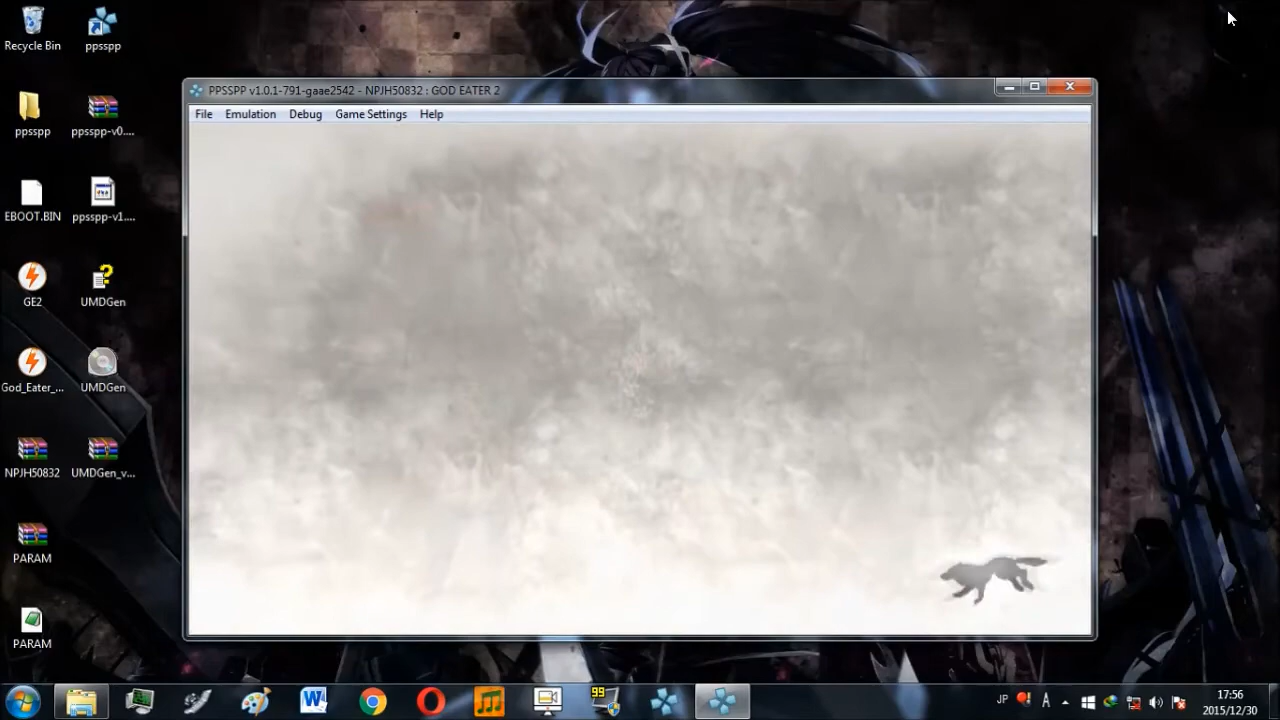 Recycle Bin
ppsspp
ppsspp
ppsspp-v0....
EBOOT.BIN
ppsspp-v1....
GE2
UMDGen
God_Eater_...
UMDGen
NPJH50832
UMDGen_v...
PARAM
PARAM
PPSSPP v1.0.1-791-gaae2542 - NPJH50832 : GOD EATER 2
File Emulation Debug Game Settings Help
99
JP
A
17:56
2015/12/30